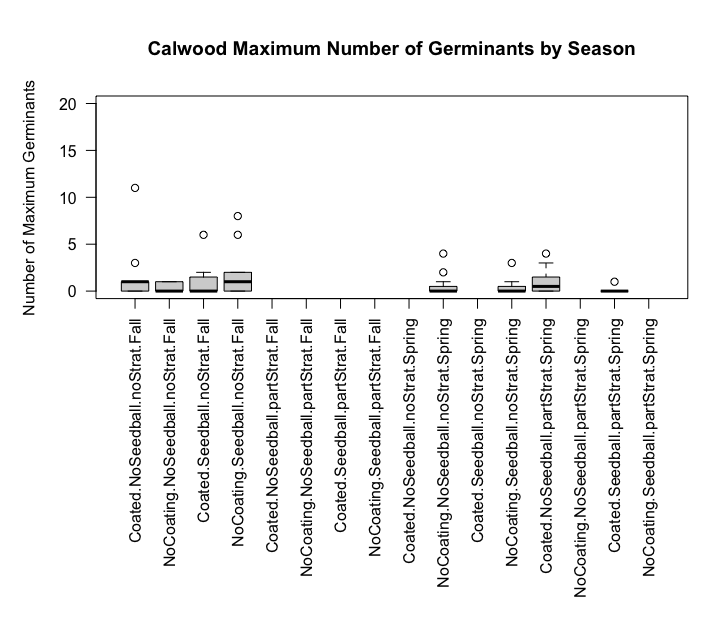 Calwood Maximum Number of Germinants by Season
Number of Maximum Germinants
20
15
10
5
0
Coated.NoSeedball.noStrat.Fall
NoCoating.NoSeedball.noStrat.Fall
Coated.Seedball.noStrat.Fall
NoCoating.Seedball.noStrat.Fall
Coated.NoSeedball.partStrat.Fall
NoCoating.NoSeedball.partStrat.Fall
Coated.Seedball.partStrat.Fall
NoCoating.Seedball.partStrat.Fall
Coated.NoSeedball.noStrat.Spring
NoCoating.NoSeedball.noStrat.Spring
Coated.Seedball.noStrat.Spring
NoCoating.Seedball.noStrat.Spring
Coated.NoSeedball.partStrat.Spring
NoCoating.NoSeedball.partStrat.Spring
Coated.Seedball.partStrat.Spring
NoCoating.Seedball.partStrat.Spring